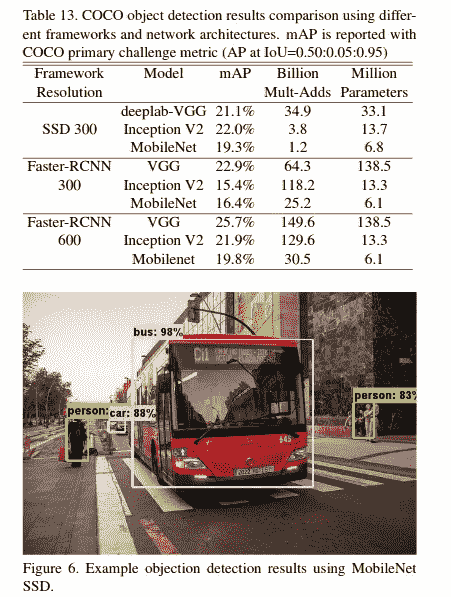 Table 13. COCO object detection results comparison using differ-
ent frameworks and network architectures. mAP is reported with
COCO primary challenge metric (AP at IoU=0.50:0.05:0.95)
Framework Model mAP Billion Million
Resolution Mult-Adds Parameters
deeplab-VGG 21.1% 34.9 33.1
SSD 300 Inception V2 22.0% 3.8 13.7
MobileNet 19.3% 1.2 6.8
Faster-RCNN VGG 22.9% 64.3 138.5
300 Inception V2 15.4% 118.2 13.3
MobileNet 16.4% 25.2 6.1
Faster-RCNN VGG 25.7% 149.6 138.5
600 Inception V2 21.9% 129.6 13.3
Mobilenet 19.8% 30.5 6.1
bus: 98%
person: car: 88%
person: 83%
Figure 6. Example objection detection results using MobileNet
SSD.